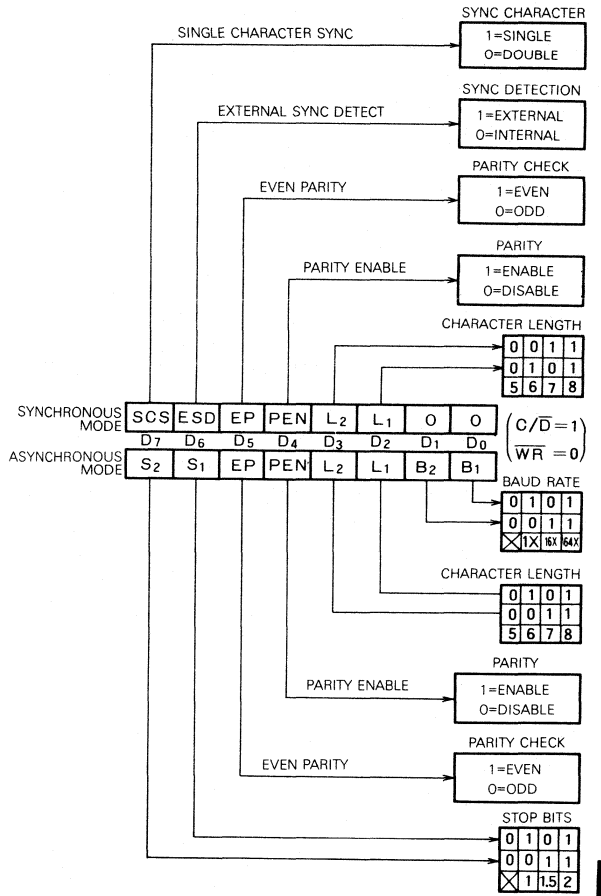 SYNC CHARACTER
SINGLE CHARACTER SYNC
1=SINGLE
0=DOUBLE
SYNC DETECTION
EXTERNAL SYNC DETECT
1=EXTERNAL
0=INTERNAL
PARITY CHECK
EVEN PARITY
1=EVEN
0=ODD
PARITY
PARITY ENABLE
1=ENABLE
0=DISABLE
CHARACTER LENGTH
0 0 1 1
0 1 0 1
5 6 7 8
SYNCHRONOUS MODE SCS ESD EP PEN L2 L1 0 0
(C/D̅=1
W̅R̅=0)
D7 D6 D5 D4 D3 D2 D1 D0
ASYNCHRONOUS MODE S2 S1 EP PEN L2 L1 B2 B1
BAUD RATE
0 1 0 1
0 0 1 1
1X 16X 64X
CHARACTER LENGTH
0 1 0 1
0 0 1 1
5 6 7 8
PARITY
PARITY ENABLE
1=ENABLE
0=DISABLE
PARITY CHECK
EVEN PARITY
1=EVEN
0=ODD
STOP BITS
0 1 0 1
0 0 1 1
1 1.5 2